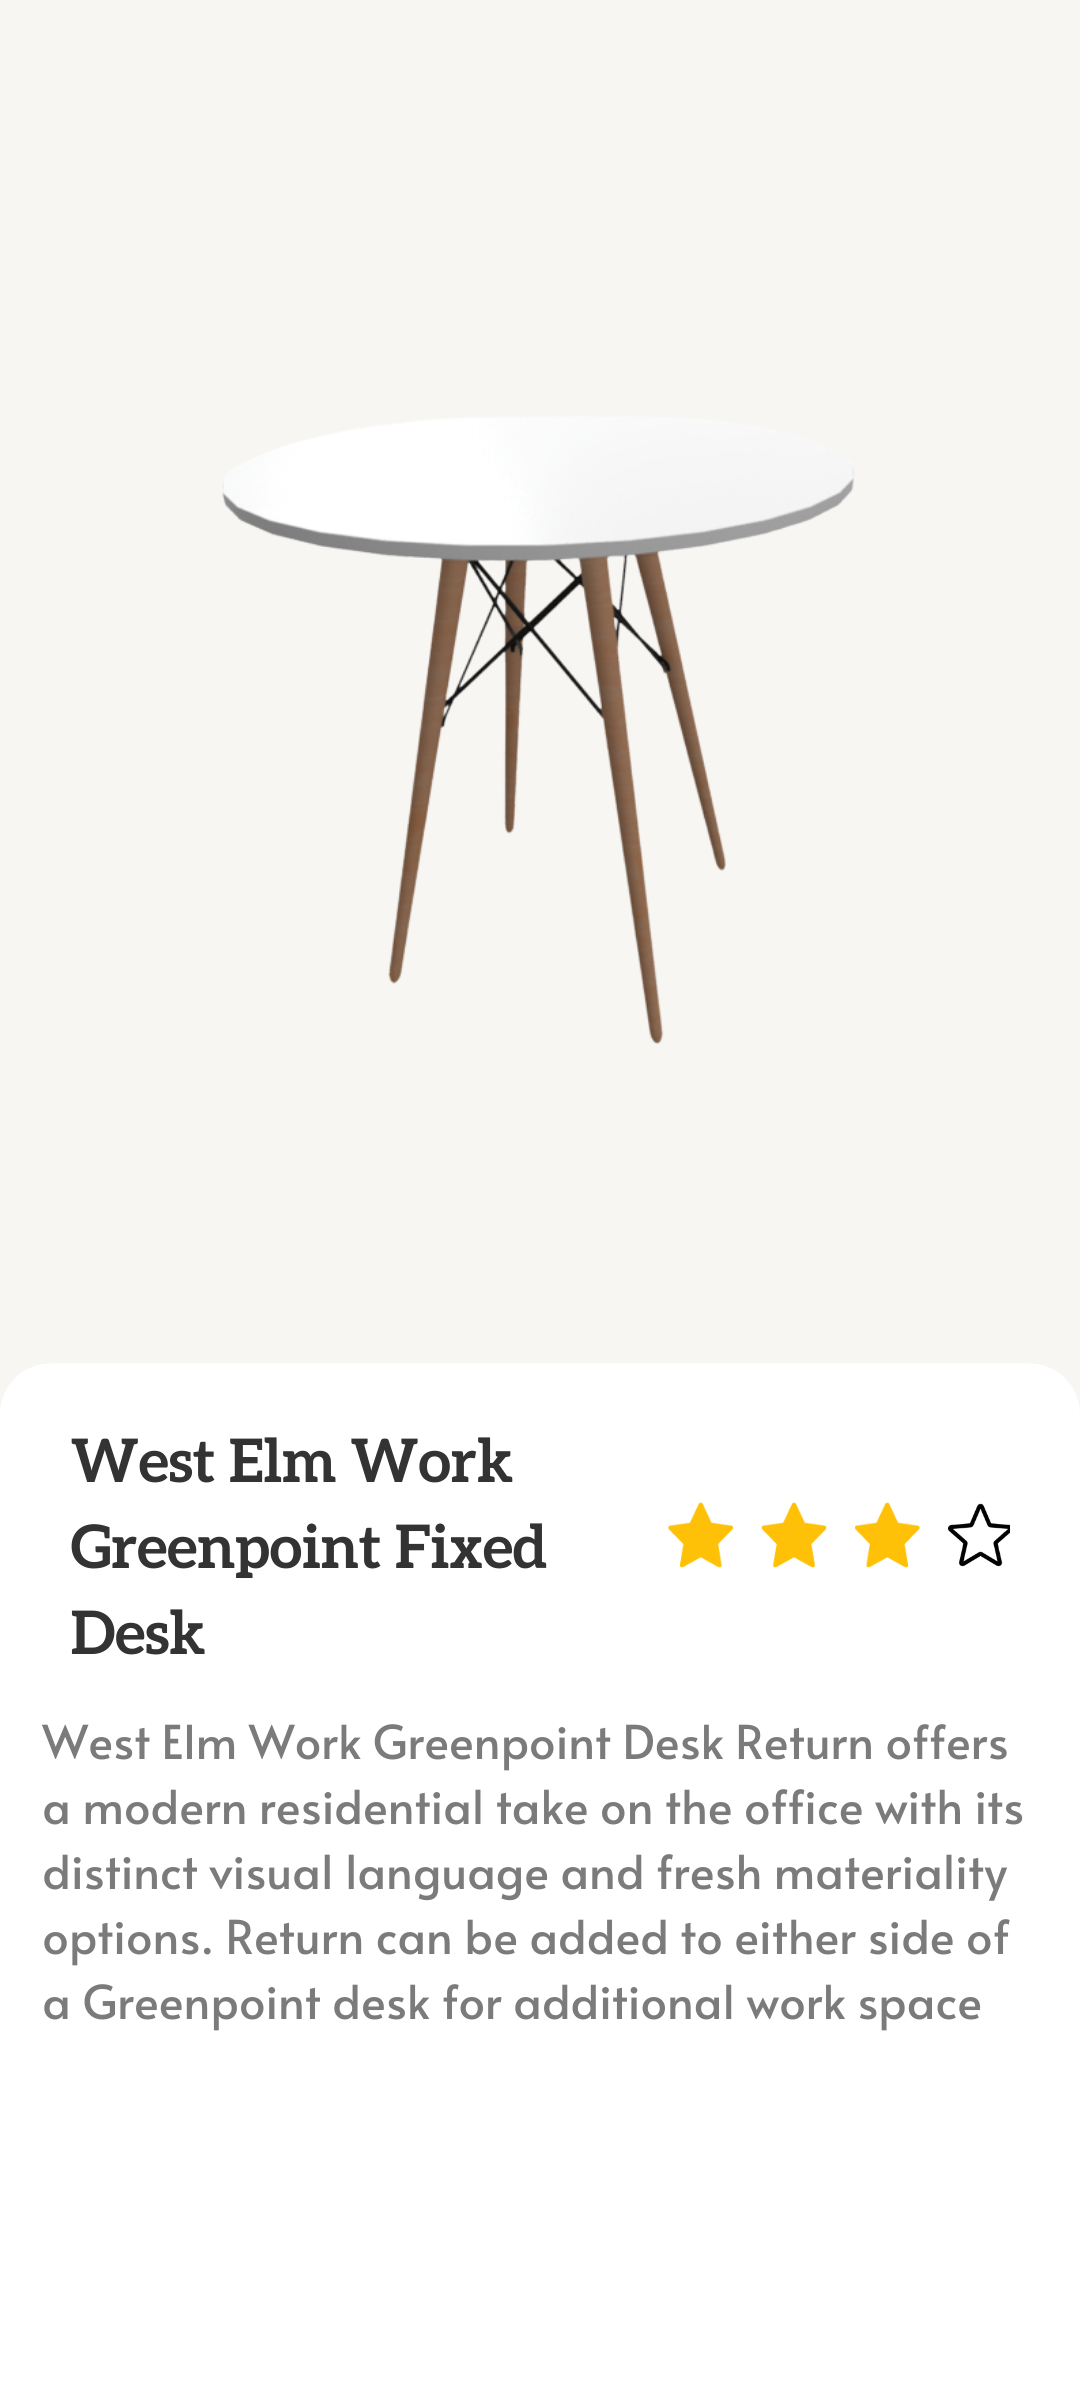 West Elm Work
Greenpoint Fixed
Desk
West Elm Work Greenpoint Desk Return offers
a modern residential take on the office with its
distinct visual language and fresh materiality
options. Return can be added to either side of
a Greenpoint desk for additional work space